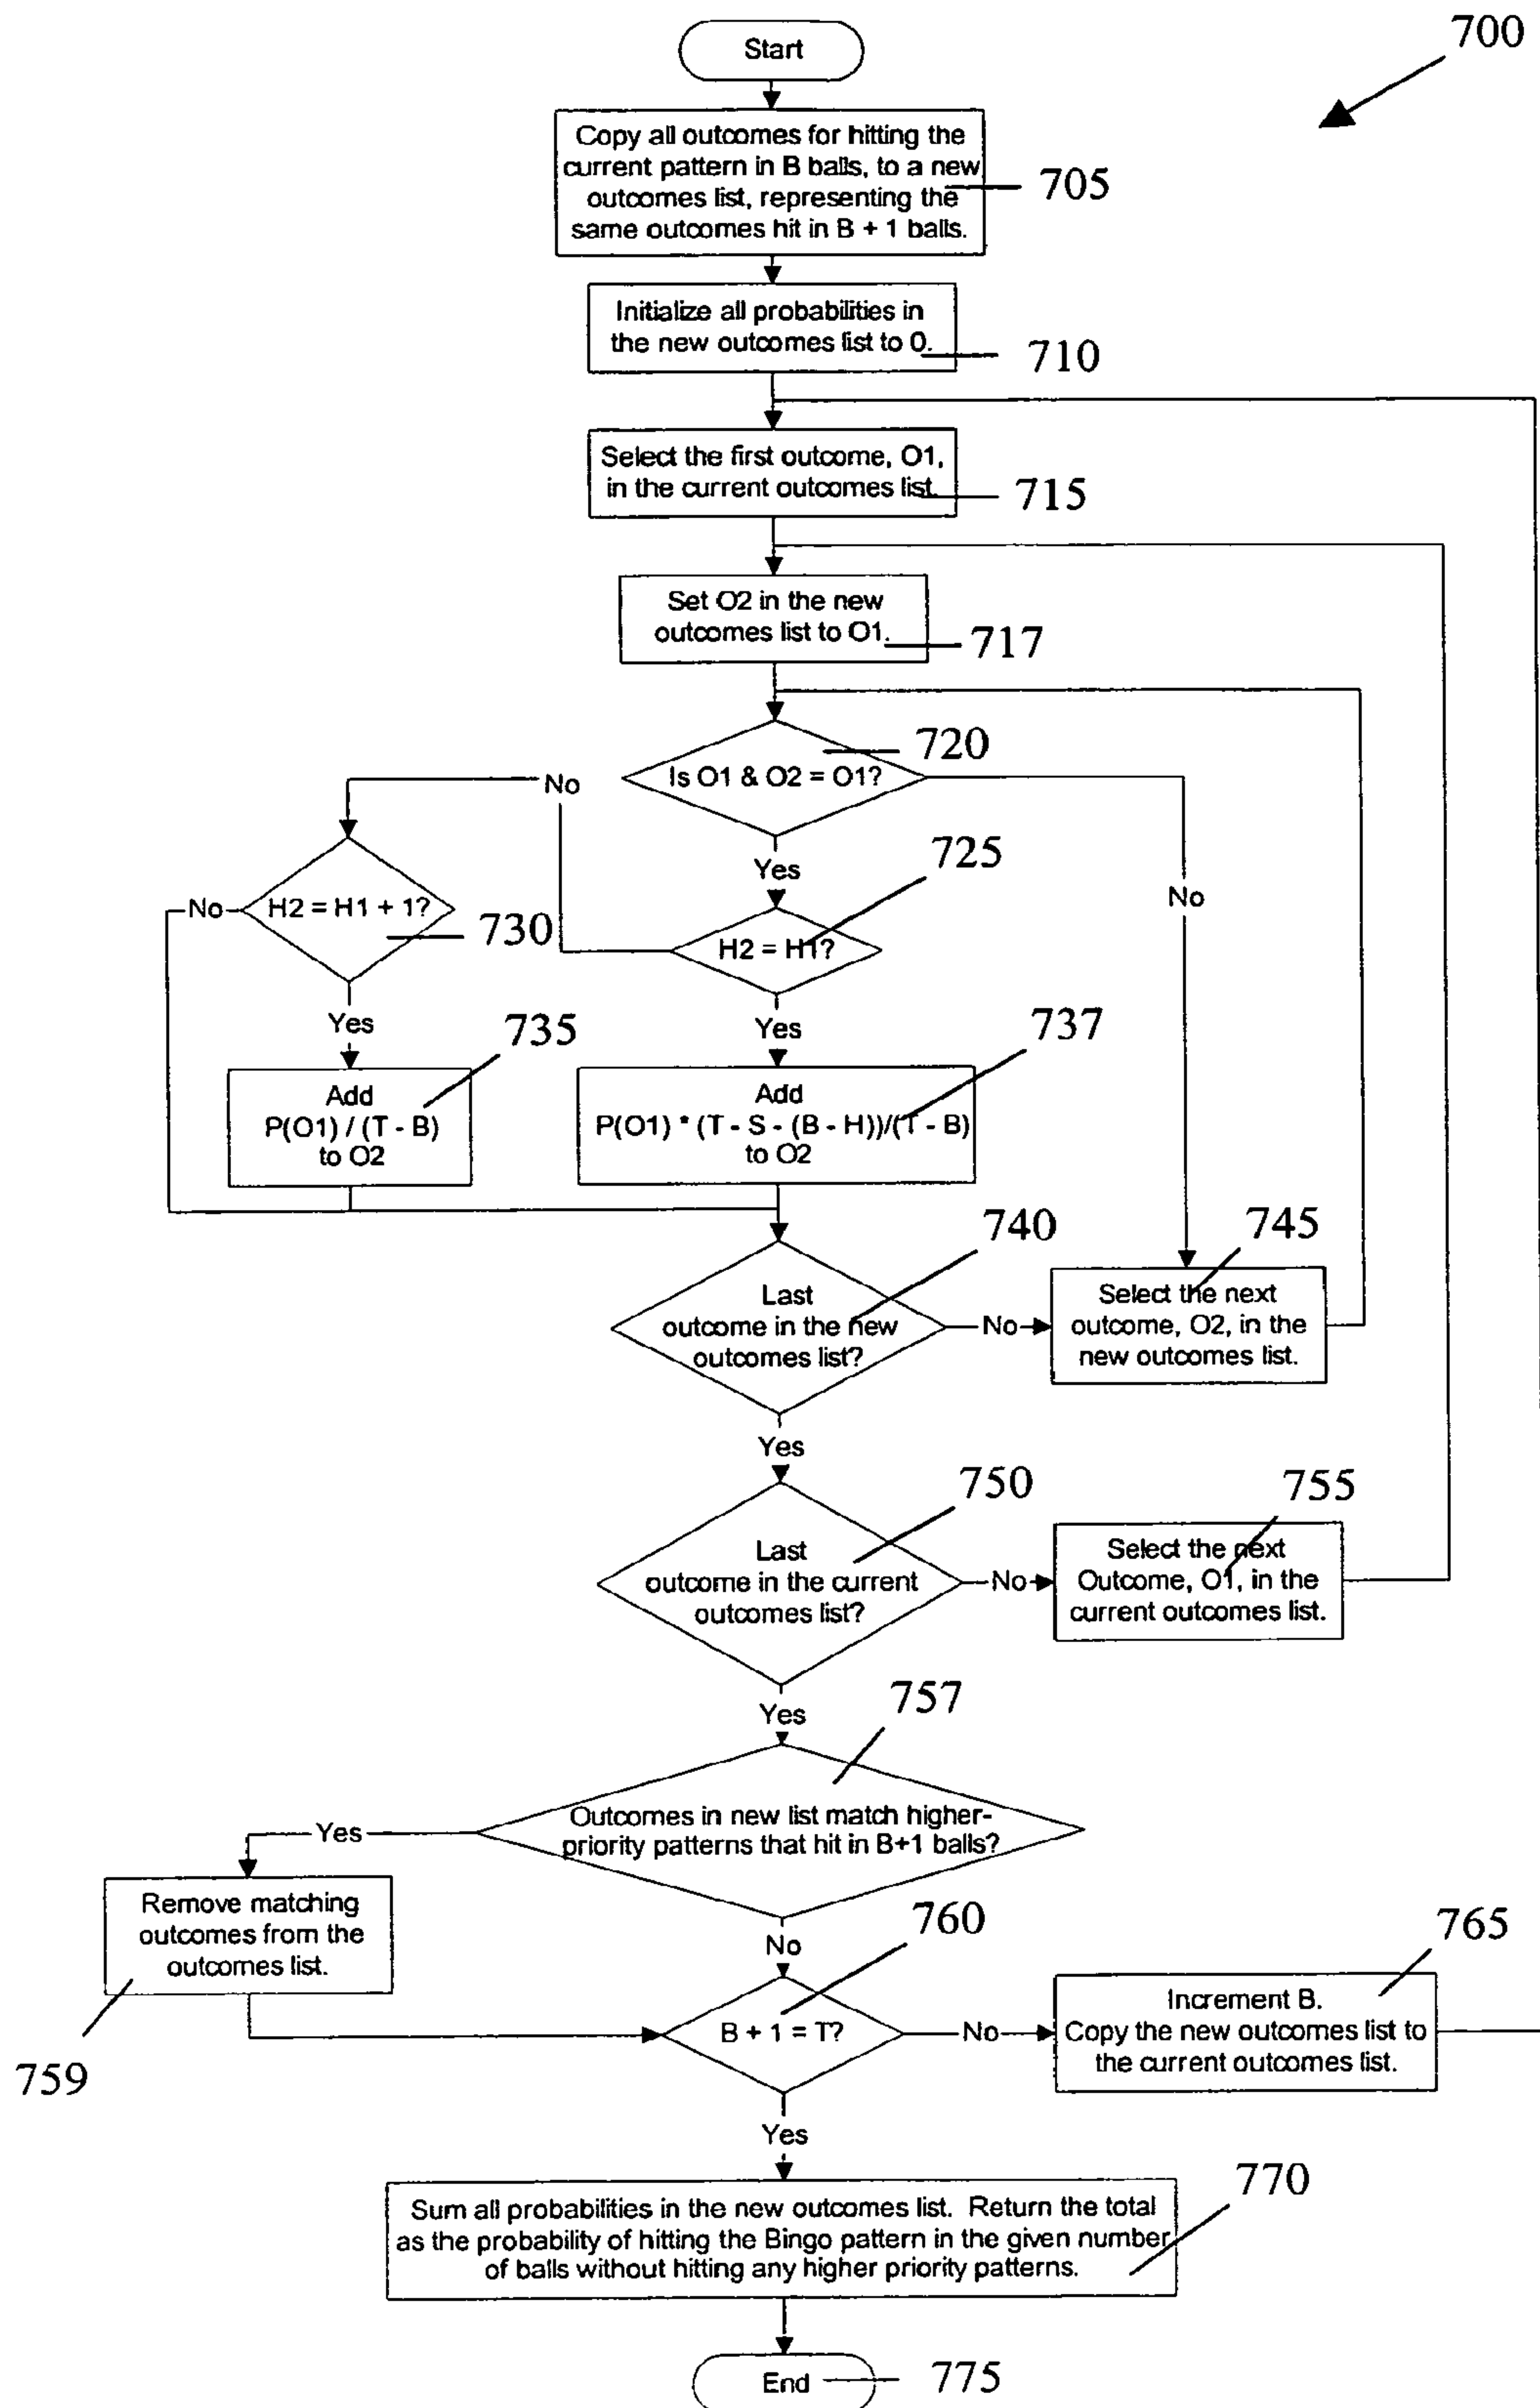 700
Start
Copy all outcomes for hitting the
current pattern in B balls, to a new
outcomes list, representing the
same outcomes hit in B + 1 balls.
705
Initialize all probabilities in
the new outcomes list to 0.
710
Select the first outcome, O1,
in the current outcomes list.
715
Set O2 in the new
outcomes list to O1.
717
720
Is O1 & O2 = O1?
No
Yes
No
725
H2 = H1 + 1?
No
730
H2 = H1?
Yes
735
Yes
737
Add
P(O1) / (T - B)
to O2
Add
P(O1) * (T - S - (B - H))/(T - B)
to O2
740
745
Last
outcome in the new
outcomes list?
No
Select the next
outcome, O2, in the
new outcomes list.
Yes
750
755
Last
outcome in the current
outcomes list?
No
Select the next
Outcome, O1, in the
current outcomes list.
Yes
757
Outcomes in new list match higher-
priority patterns that hit in B+1 balls?
Yes
Remove matching
outcomes from the
outcomes list.
759
No
760
765
B + 1 = T?
No
Increment B.
Copy the new outcomes list to
the current outcomes list.
Yes
770
Sum all probabilities in the new outcomes list. Return the total
as the probability of hitting the Bingo pattern in the given number
of balls without hitting any higher priority patterns.
End
775